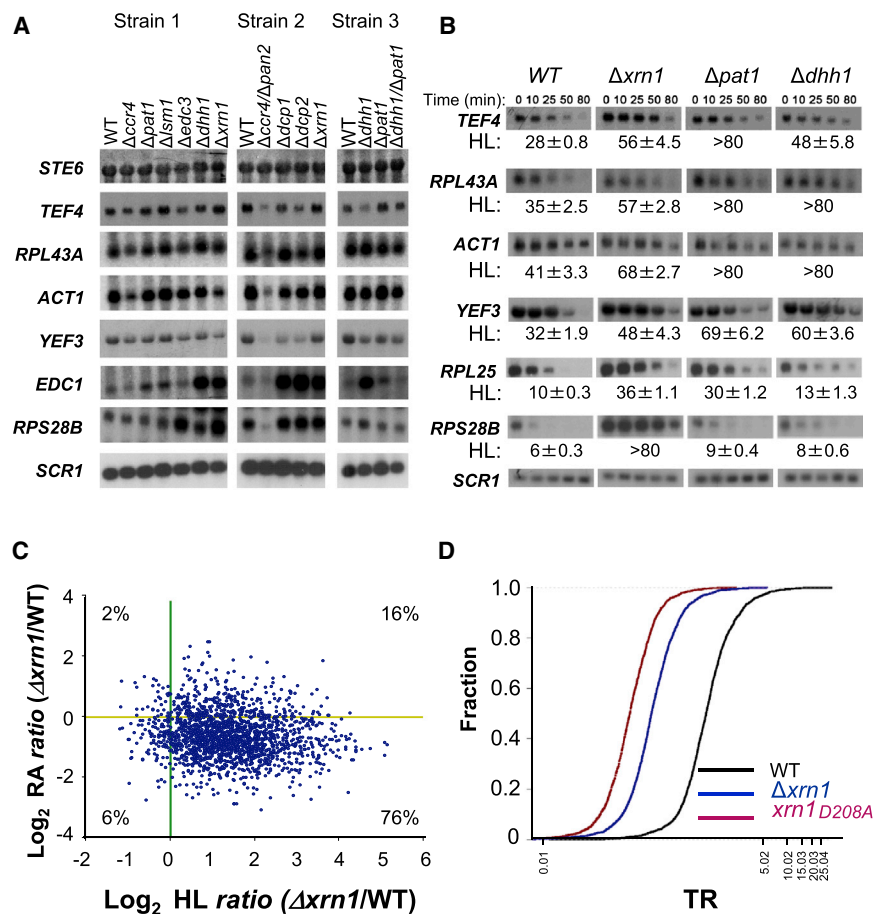 A
Strain 1 Strain 2 Strain 3
WT Δccr4 Δpat1 Δlsm1 Δedc3 Δdhh1 Δxrn1
WT Δccr4/Δpan2 Δdcp1 Δdcp2 Δxrn1
WT Δdhh1 Δpat1 Δdhh1/Δpat1
STE6
TEF4
RPL43A
ACT1
YEF3
EDC1
RPS28B
SCR1
B
WT Δxrn1 Δpat1 Δdhh1
Time (min): 0 10 25 50 80 0 10 25 50 80 0 10 25 50 80 0 10 25 50 80
TEF4
HL: 28±0.8 56±4.5 >80 48±5.8
RPL43A
HL: 35±2.5 57±2.8 >80 >80
ACT1
HL: 41±3.3 68±2.7 >80 >80
YEF3
HL: 32±1.9 48±4.3 69±6.2 60±3.6
RPL25
HL: 10±0.3 36±1.1 30±1.2 13±1.3
RPS28B
HL: 6±0.3 >80 9±0.4 8±0.6
SCR1
C
Log2 RA ratio (Δxrn1/WT)
4
2
0
-2
-4
2% 16%
6% 76%
-2 -1 0 1 2 3 4 5 6
Log2 HL ratio (Δxrn1/WT)
D
Fraction
1.0
0.8
0.6
0.4
0.2
0
WT
Δxrn1
xrn1D208A
0.01 5.02 10.02 15.03 20.03 25.04
TR